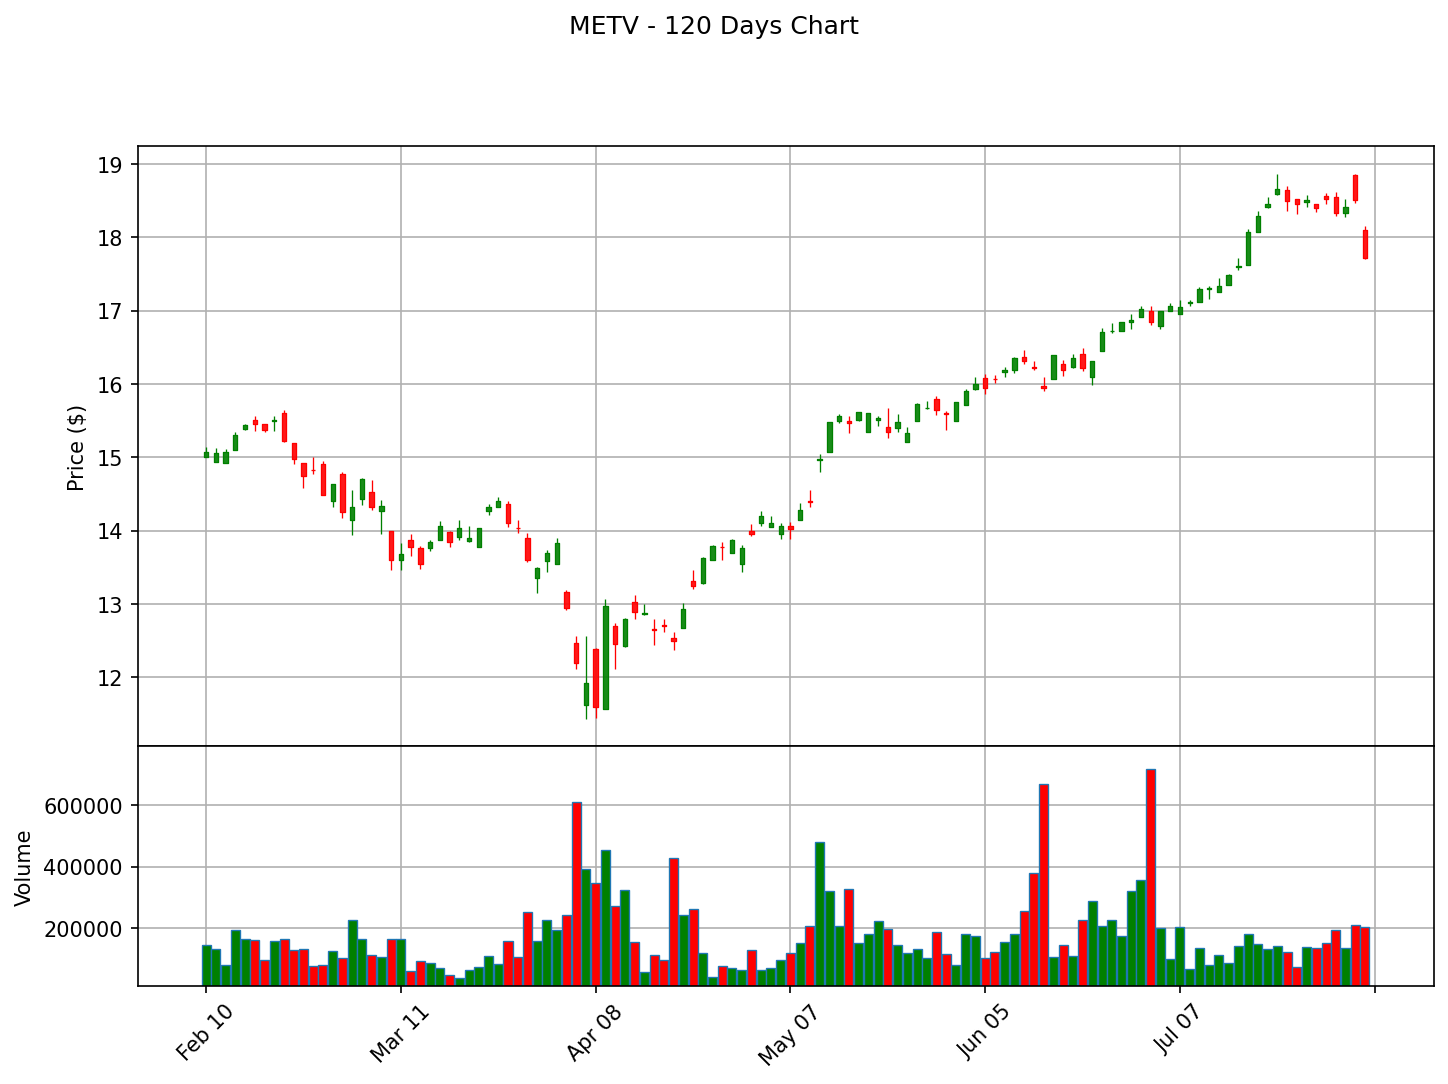 METV - 120 Days Chart
19
18
17
16
15
14
13
12
Price ($)
600000
400000
200000
Volume
Feb 10
Mar 11
Apr 08
May 07
Jun 05
Jul 07